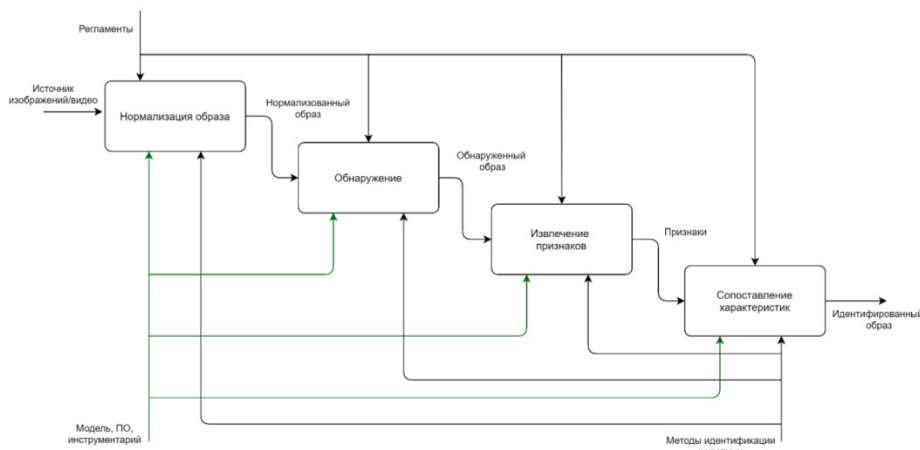 Регламенты
Источник
изображений/видео
Нормализация образа
Нормализованный
образ
Обнаружение
Обнаруженный
образ
Извлечение
признаков
Признаки
Сопоставление
характеристик
Идентифицированный
образ
Модель, ПО,
инструментарий
Методы идентификации